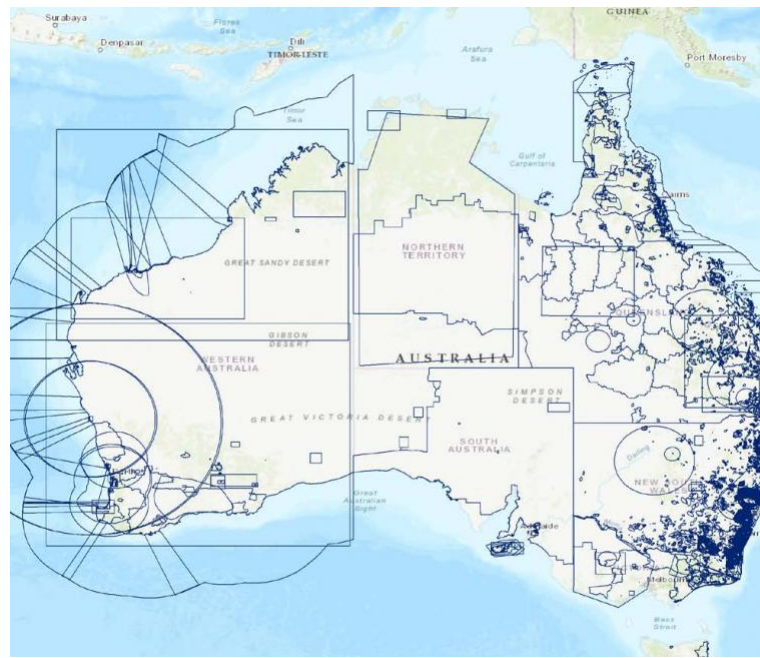 Surabaya
Denpasar
Flores
Sea
Dili
TIMOR-LESTE
Arafura
Sea
GUINEA
Port Moresby
Timor
Sea
Gulf of
Carpentaria
Cairns
GREAT SANDY DESERT
NORTHERN
TERRITORY
GIBSON
DESERT
WESTERN
AUSTRALIA
AUSTRALIA
SIMPSON
DESERT
GREAT VICTORIA DESERT
SOUTH
AUSTRALIA
Darling
NEW SOUTH
WALES
Great
Australian
Bight
Bass
Strait